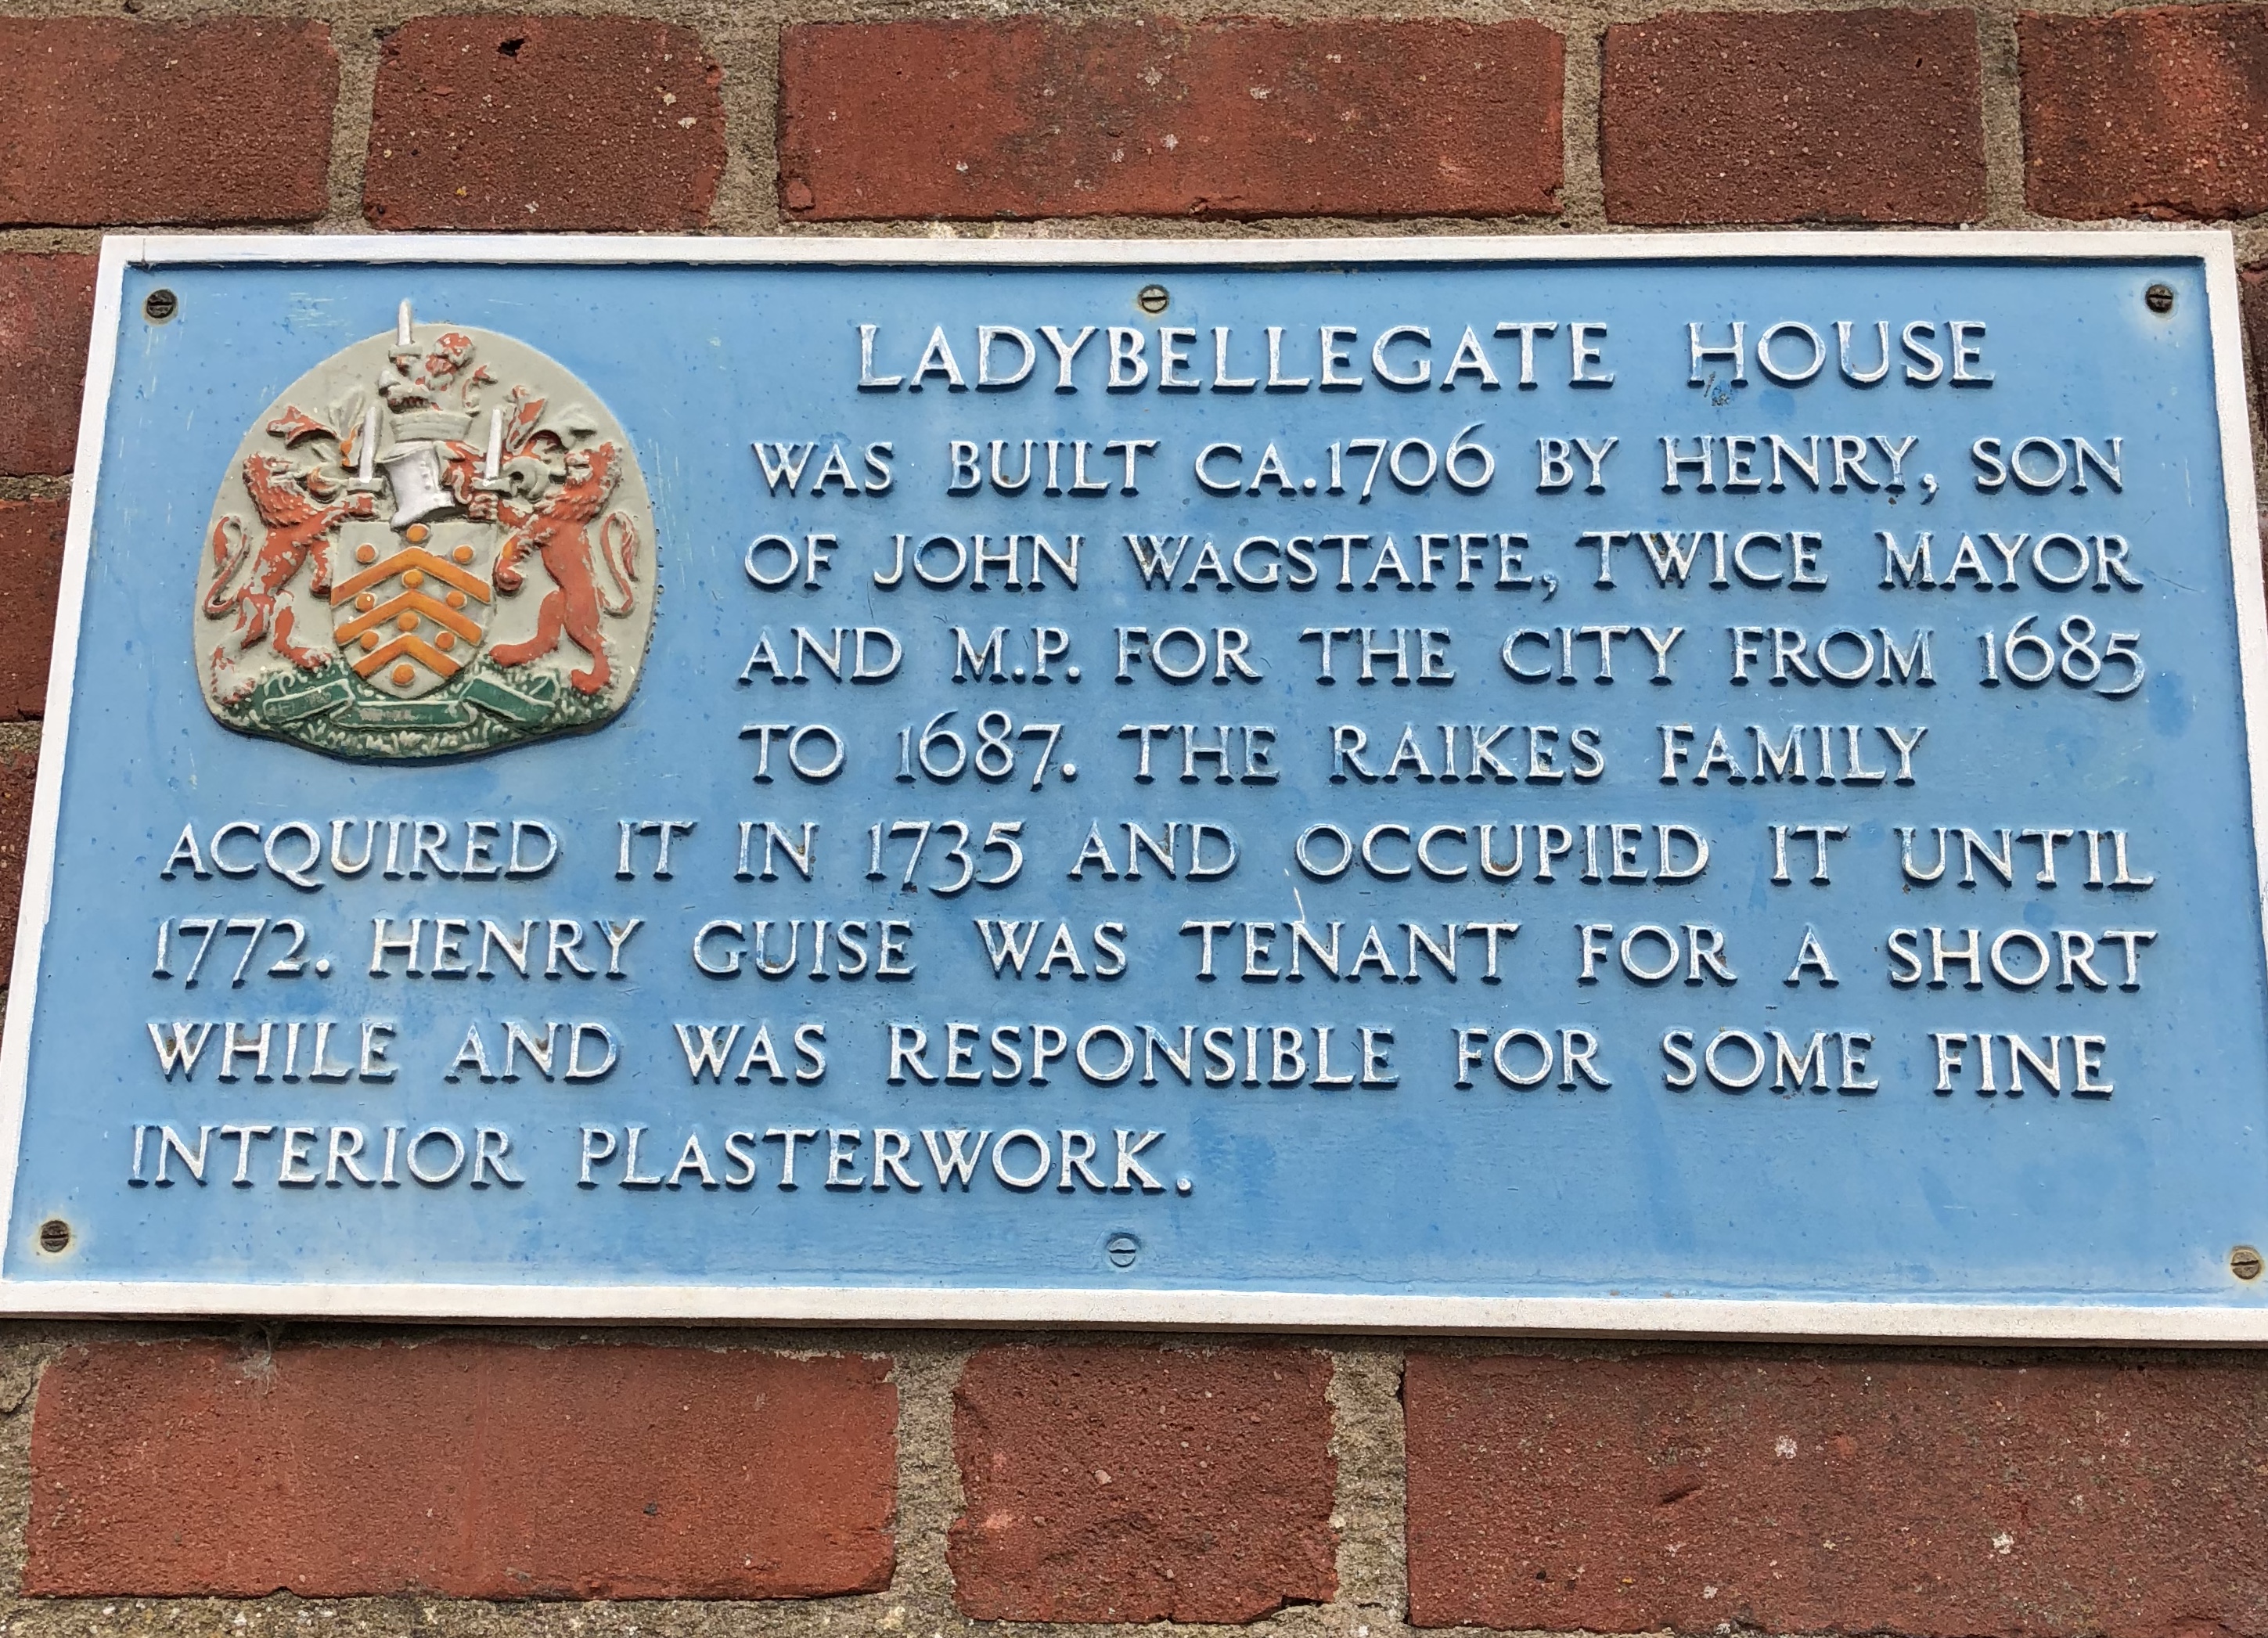 LADYBELLEGATE HOUSE
WAS BUILT CA.1706 BY HENRY, SON
OF JOHN WAGSTAFFE, TWICE MAYOR
AND M.P. FOR THE CITY FROM 1685
TO 1687. THE RAIKES FAMILY
ACQUIRED IT IN 1735 AND OCCUPIED IT UNTIL
1772. HENRY GUISE WAS TENANT FOR A SHORT
WHILE AND WAS RESPONSIBLE FOR SOME FINE
INTERIOR PLASTERWORK.